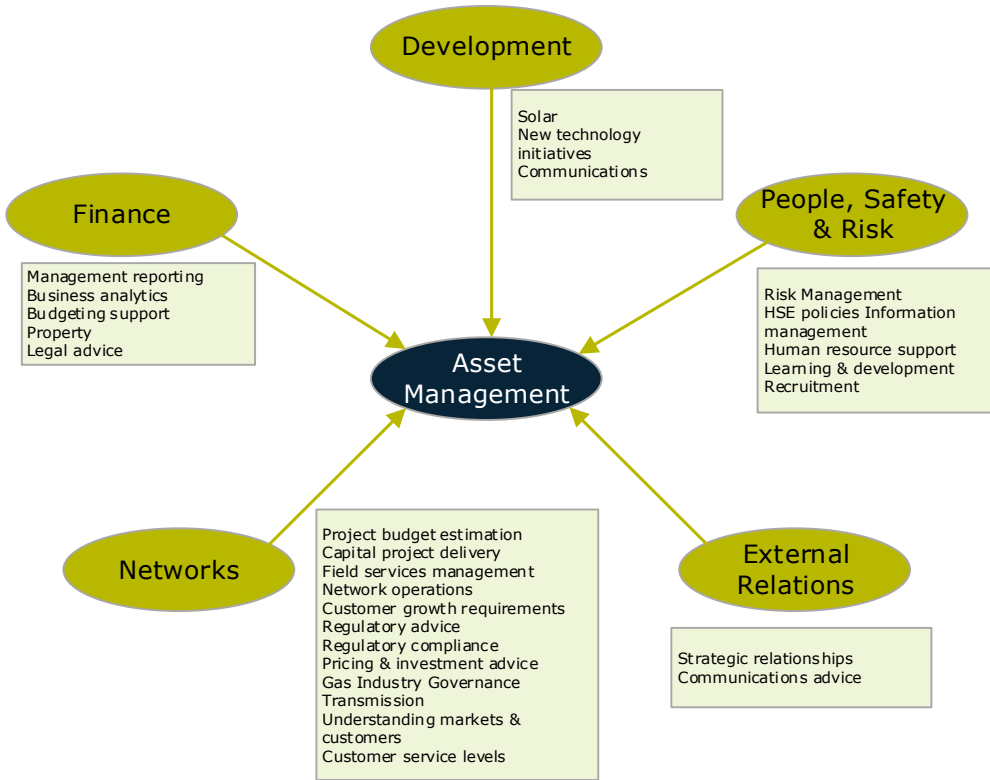 Development
Solar
New technology
initiatives
Communications
Finance
Management reporting
Business analytics
Budgeting support
Property
Legal advice
People, Safety
& Risk
Risk Management
HSE policies Information
management
Human resource support
Learning & development
Recruitment
Asset
Management
Networks
Project budget estimation
Capital project delivery
Field services management
Network operations
Customer growth requirements
Regulatory advice
Regulatory compliance
Pricing & investment advice
Gas Industry Governance
Transmission
Understanding markets &
customers
Customer service levels
External
Relations
Strategic relationships
Communications advice